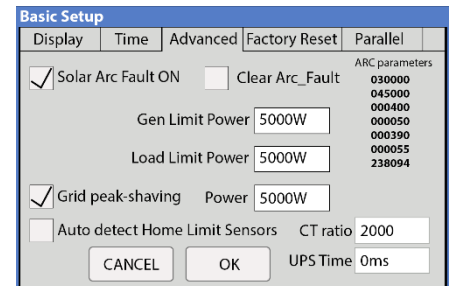 Basic Setup
Display Time Advanced Factory Reset Parallel
ARC parameters
Solar Arc Fault ON Clear Arc_Fault
030000
045000
000400
000050
000390
000055
238094
Gen Limit Power 5000W
Load Limit Power 5000W
Grid peak-shaving Power 5000W
Auto detect Home Limit Sensors CT ratio 2000
CANCEL OK UPS Time 0ms